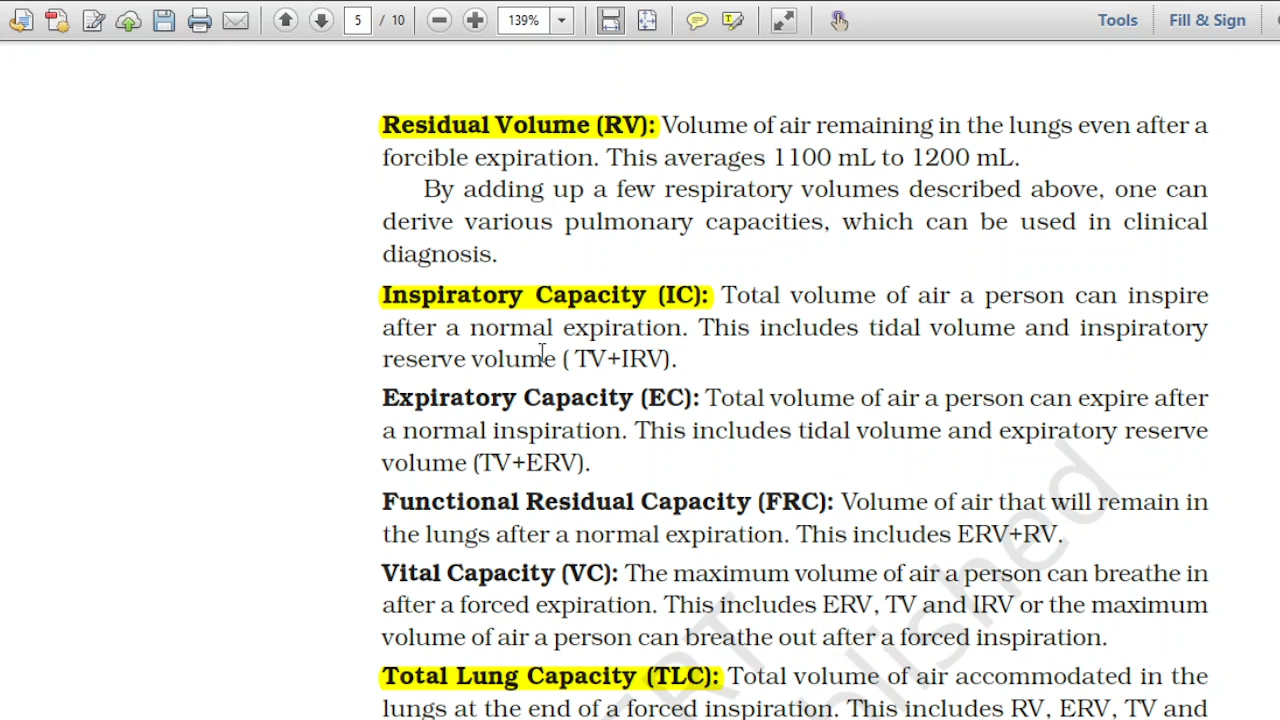 5 / 10
139%
Tools
Fill & Sign
Residual Volume (RV): Volume of air remaining in the lungs even after a
forcible expiration. This averages 1100 mL to 1200 mL.
By adding up a few respiratory volumes described above, one can
derive various pulmonary capacities, which can be used in clinical
diagnosis.
Inspiratory Capacity (IC): Total volume of air a person can inspire
after a normal expiration. This includes tidal volume and inspiratory
reserve volume ( TV+IRV).
Expiratory Capacity (EC): Total volume of air a person can expire after
a normal inspiration. This includes tidal volume and expiratory reserve
volume (TV+ERV).
Functional Residual Capacity (FRC): Volume of air that will remain in
the lungs after a normal expiration. This includes ERV+RV.
Vital Capacity (VC): The maximum volume of air a person can breathe in
after a forced expiration. This includes ERV, TV and IRV or the maximum
volume of air a person can breathe out after a forced inspiration.
Total Lung Capacity (TLC): Total volume of air accommodated in the
lungs at the end of a forced inspiration. This includes RV, ERV, TV and